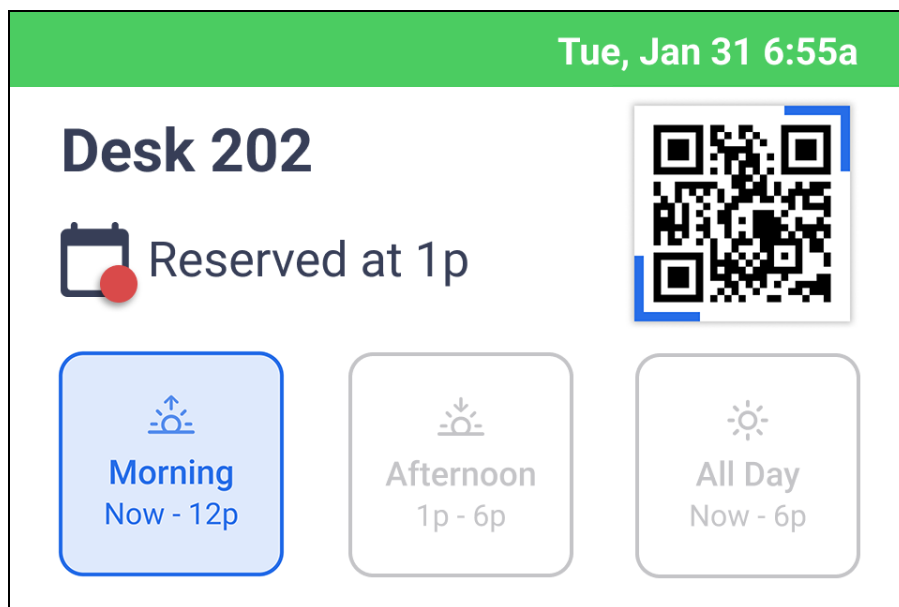 Tue, Jan 31 6:55a
Desk 202
Reserved at 1p
Morning
Now - 12p
Afternoon
1p - 6p
All Day
Now - 6p